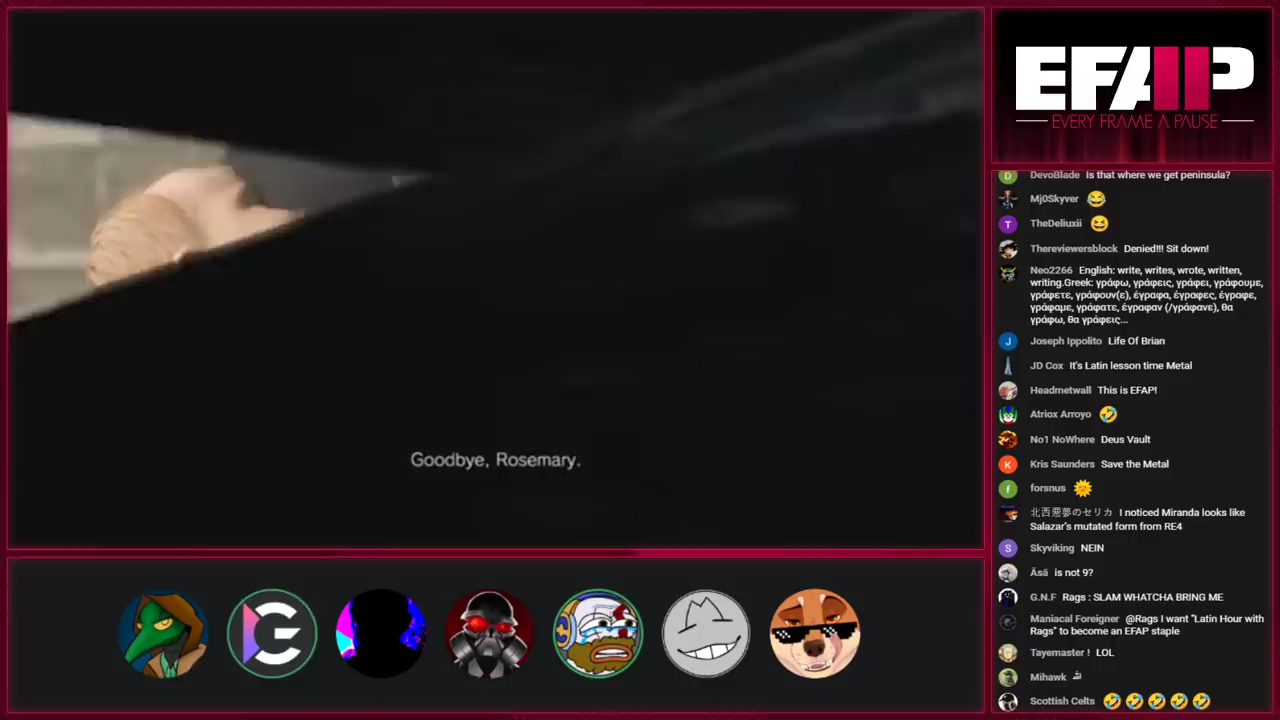 EFAP
EVERY FRAME A PAUSE
Goodbye, Rosemary.
DevoBlade Is that where we get peninsula?
Mj0Skyver 😂
TheDeliuxii 😆
Thereviewersblock Denied!!! Sit down!
Neo2266 English: write, writes, wrote, written,
writing.Greek: γράφω, γράφεις, γράφει, γράφουμε,
γράφετε, γράφουν(ε), έγραφα, έγραφες, έγραφε,
γράφαμε, γράφατε, έγραφαν (/γράφανε), θα
γράφω, θα γράφεις...
Joseph Ippolito Life Of Brian
JD Cox It's Latin lesson time Metal
Headmetwall This is EFAP!
Atriox Arroyo 🤣
No1 NoWhere Deus Vault
Kris Saunders Save the Metal
forsnus 🌞
北西悪夢のセリカ I noticed Miranda looks like
Salazar's mutated form from RE4
Skyviking NEIN
Äsä is not 9?
G.N.F Rags : SLAM WHATCHA BRING ME
Maniacal Foreigner @Rags I want "Latin Hour with
Rags" to become an EFAP staple
Tayemaster ! LOL
Mihawk
Scottish Celts 🤣🤣🤣🤣🤣